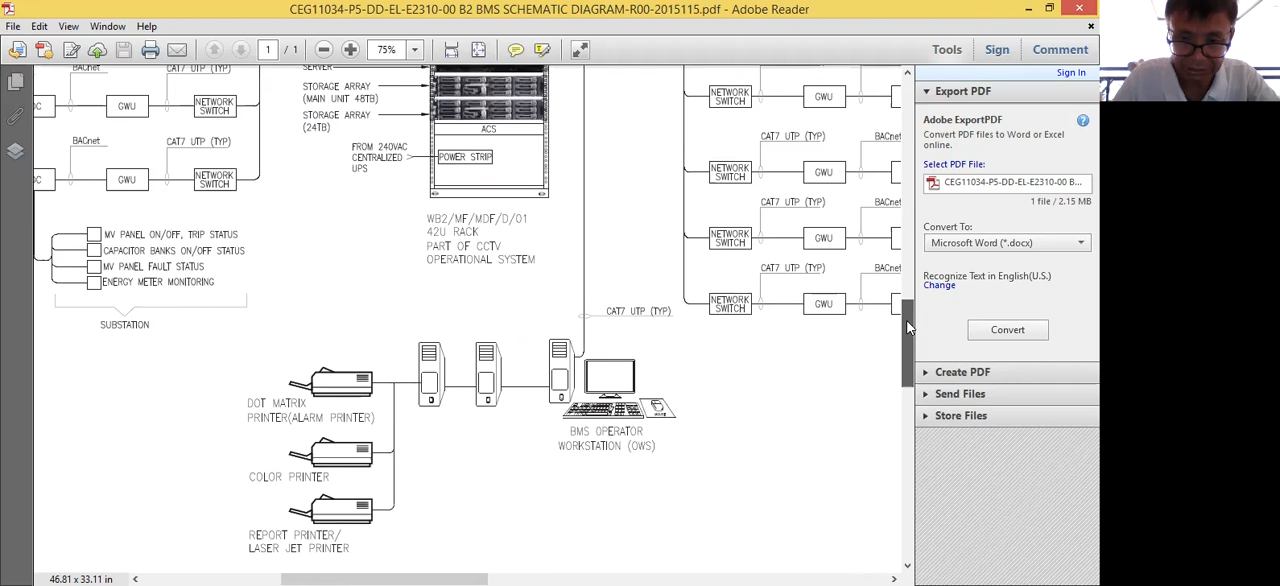 CEG11034-P5-DD-EL-E2310-00 B2 BMS SCHEMATIC DIAGRAM-R00-2015115.pdf - Adobe Reader
File Edit View Window Help
1 / 1 75% Tools Sign Comment
Sign In
Export PDF
Adobe ExportPDF
Convert PDF files to Word or Excel
online.
Select PDF File:
CEG11034-P5-DD-EL-E2310-00 B...
1 file / 2.15 MB
Convert To:
Microsoft Word (*.docx)
Recognize Text in English(U.S.)
Change
Convert
Create PDF
Send Files
Store Files
BACnet CAT7 UTP (TYP)
GWU
NETWORK
SWITCH
BACnet CAT7 UTP (TYP)
DC
GWU
NETWORK
SWITCH
MV PANEL ON/OFF, TRIP STATUS
CAPACITOR BANKS ON/OFF STATUS
MV PANEL FAULT STATUS
ENERGY METER MONITORING
SUBSTATION
SERVER
STORAGE ARRAY
(MAIN UNIT 48TB)
STORAGE ARRAY
(24TB)
ACS
FROM 240VAC
CENTRALIZED
UPS
POWER STRIP
WB2/MF/MDF/D/01
42U RACK
PART OF CCTV
OPERATIONAL SYSTEM
NETWORK
SWITCH
GWU
CAT7 UTP (TYP) BACnet
NETWORK
SWITCH
GWU
CAT7 UTP (TYP) BACnet
NETWORK
SWITCH
GWU
CAT7 UTP (TYP) BACnet
NETWORK
SWITCH
GWU
CAT7 UTP (TYP)
DOT MATRIX
PRINTER(ALARM PRINTER)
COLOR PRINTER
REPORT PRINTER/
LASER JET PRINTER
BMS OPERATOR
WORKSTATION (OWS)
46.81 x 33.11 in